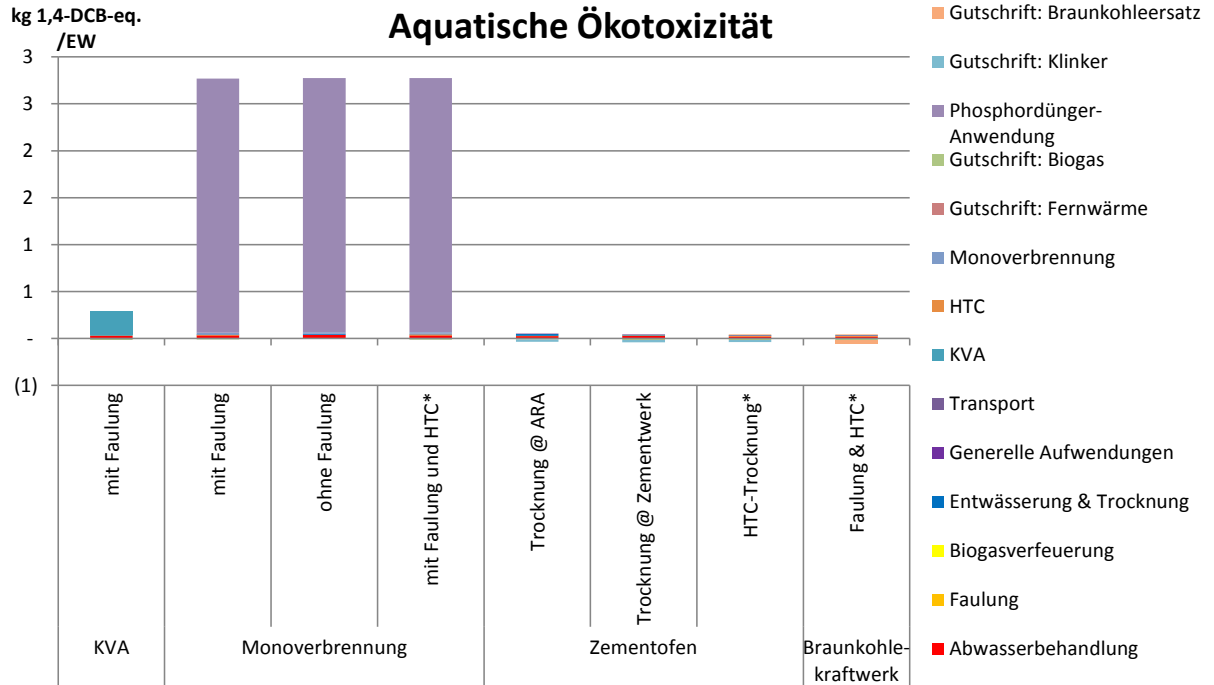 kg 1,4-DCB-eq.
/EW
Aquatische Ökotoxizität
3
3
2
2
1
1
-
(1)
mit Faulung
mit Faulung
ohne Faulung
mit Faulung und HTC*
Trocknung @ ARA
Trocknung @ Zementwerk
HTC-Trocknung*
Faulung & HTC*
KVA
Monoverbrennung
Zementofen
Braunkohle-
kraftwerk
Gutschrift: Braunkohleersatz
Gutschrift: Klinker
Phosphordünger-
Anwendung
Gutschrift: Biogas
Gutschrift: Fernwärme
Monoverbrennung
HTC
KVA
Transport
Generelle Aufwendungen
Entwässerung & Trocknung
Biogasverfeuerung
Faulung
Abwasserbehandlung